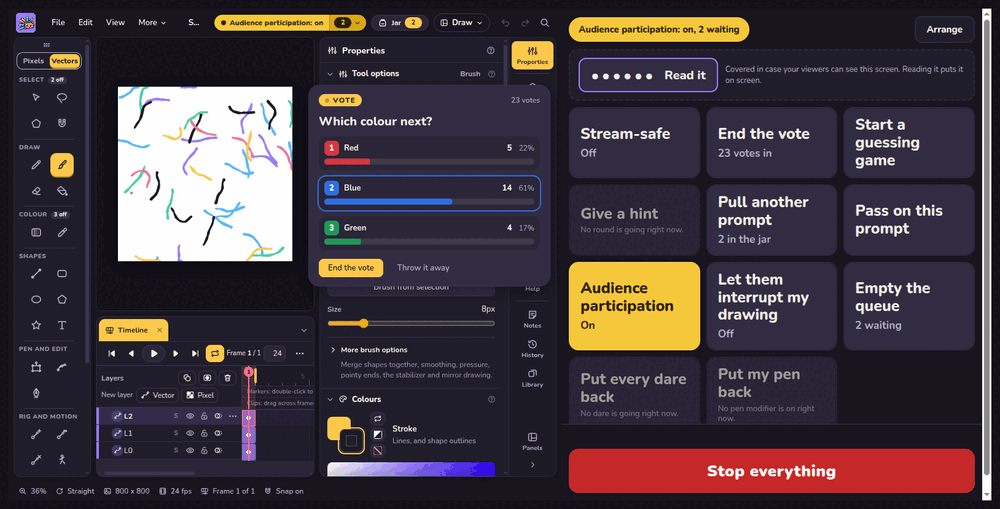 File Edit View More S... Audience participation: on 2 Jar 2 Draw
Pixels Vectors
SELECT 2 off
DRAW
COLOUR 3 off
SHAPES
PEN AND EDIT
RIG AND MOTION
Properties
Tool options Brush
Properties
VOTE 23 votes
Which colour next?
1 Red 5 22%
2 Blue 14 61%
3 Green 4 17%
End the vote Throw it away
Brush from selection
Size 8px
More brush options
Merge shapes together, smoothing, pressure,
pointy ends, the stabilizer and mirror drawing.
Colours
Stroke
Lines, and shape outlines
Help
Notes
History
Library
Panels
Timeline
Frame 1 / 1 24
Layers
New layer Vector Pixel
1
5
Markers: double-click to
Clips: drag across frame
L2 S
L1 S
L0 S
36% Straight 800 x 800 24 fps Frame 1 of 1 Snap on
Audience participation: on, 2 waiting
Arrange
Read it
Covered in case your viewers can see this screen. Reading it puts it
on screen.
Stream-safe
Off
End the vote
23 votes in
Start a
guessing
game
Give a hint
No round is going right now.
Pull another
prompt
2 in the jar
Pass on this
prompt
Audience
participation
On
Let them
interrupt my
drawing
Off
Empty the
queue
2 waiting
Put every dare
back
No dare is going right now.
Put my pen
back
No pen modifier is on right
now.
Stop everything